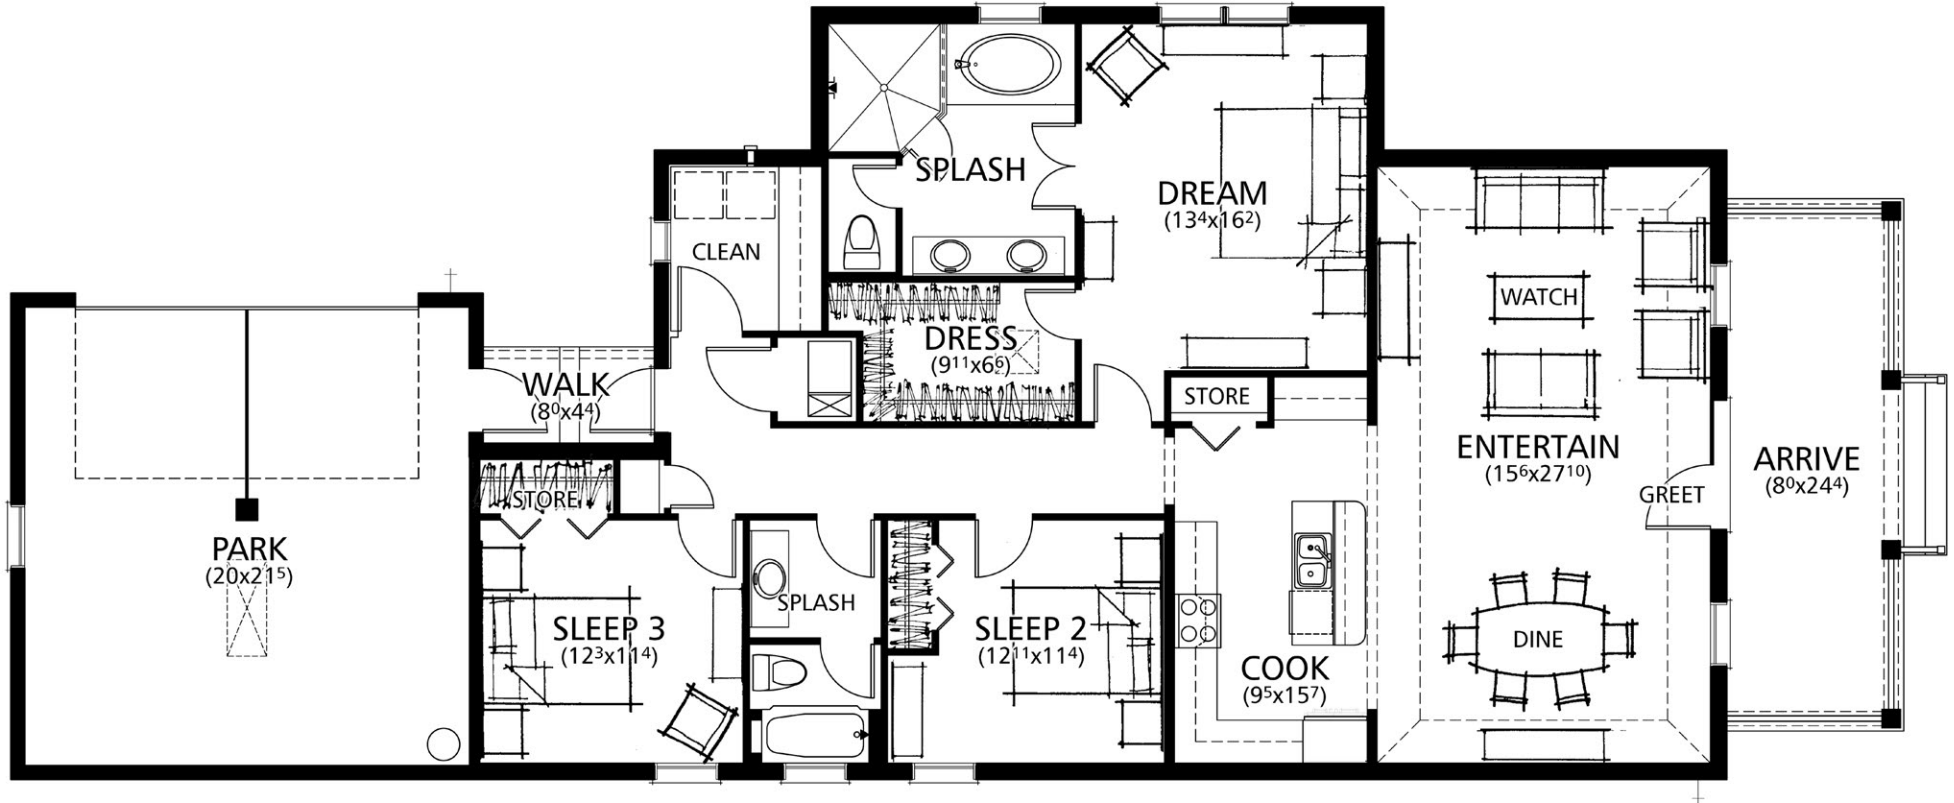 SPLASH
DREAM
(13⁴x16²)
CLEAN
WATCH
DRESS
(9¹¹x6⁶)
WALK
(8⁰x4⁴)
STORE
ENTERTAIN
(15⁶x27¹⁰)
ARRIVE
(8⁰x24⁴)
GREET
STORE
PARK
(20x21⁵)
SPLASH
SLEEP 3
(12³x11⁴)
SLEEP 2
(12¹¹x11⁴)
DINE
COOK
(9⁵x15⁷)